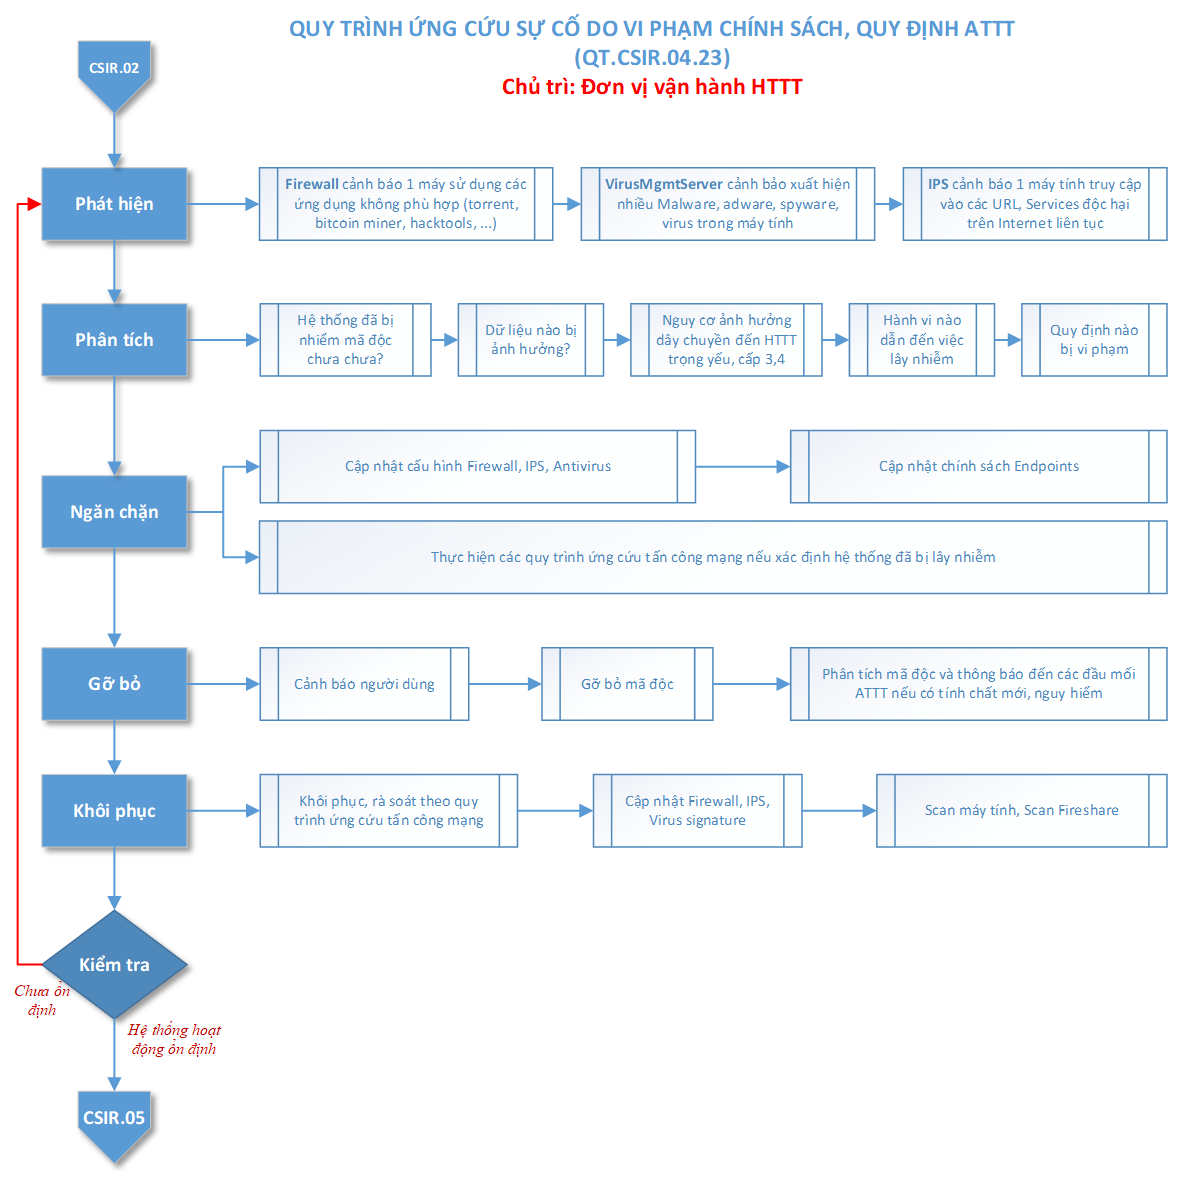 QUY TRÌNH ỨNG CỨU SỰ CỐ DO VI PHẠM CHÍNH SÁCH, QUY ĐỊNH ATTT
(QT.CSIR.04.23)
Chủ trì: Đơn vị vận hành HTTT
CSIR.02
Phát hiện
Firewall cảnh báo 1 máy sử dụng các
ứng dụng không phù hợp (torrent,
bitcoin miner, hacktools, ...)
VirusMgmtServer cảnh bảo xuất hiện
nhiều Malware, adware, spyware,
virus trong máy tính
IPS cảnh báo 1 máy tính truy cập
vào các URL, Services độc hại
trên Internet liên tục
Phân tích
Hệ thống đã bị
nhiễm mã độc
chưa chưa?
Dữ liệu nào bị
ảnh hưởng?
Nguy cơ ảnh hưởng
dây chuyền đến HTTT
trọng yếu, cấp 3,4
Hành vi nào
dẫn đến việc
lây nhiễm
Quy định nào
bị vi phạm
Ngăn chặn
Cập nhật cấu hình Firewall, IPS, Antivirus
Cập nhật chính sách Endpoints
Thực hiện các quy trình ứng cứu tấn công mạng nếu xác định hệ thống đã bị lây nhiễm
Gỡ bỏ
Cảnh báo người dùng
Gỡ bỏ mã độc
Phân tích mã độc và thông báo đến các đầu mối
ATTT nếu có tính chất mới, nguy hiểm
Khôi phục
Khôi phục, rà soát theo quy
trình ứng cứu tấn công mạng
Cập nhật Firewall, IPS,
Virus signature
Scan máy tính, Scan Fireshare
Kiểm tra
Chưa ổn
định
Hệ thống hoạt
động ổn định
CSIR.05